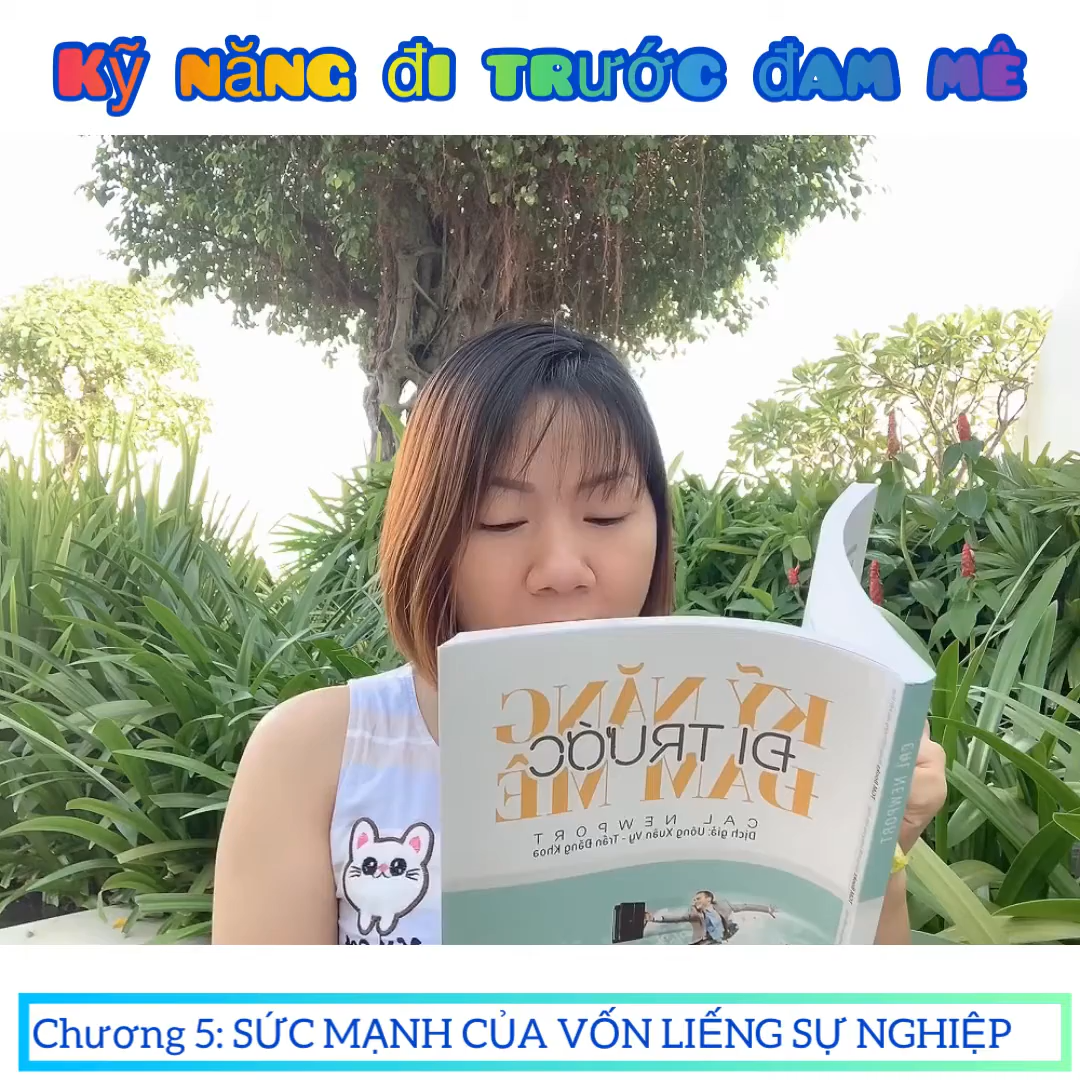 Kỹ năng đi trước đam mê
KỸ NĂNG
ĐI TRƯỚC
ĐAM MÊ
CAL NEWPORT
Dịch giả: Uông Xuân Vy - Trần Đăng Khoa
CAL NEWPORT
Chương 5: SỨC MẠNH CỦA VỐN LIẾNG SỰ NGHIỆP